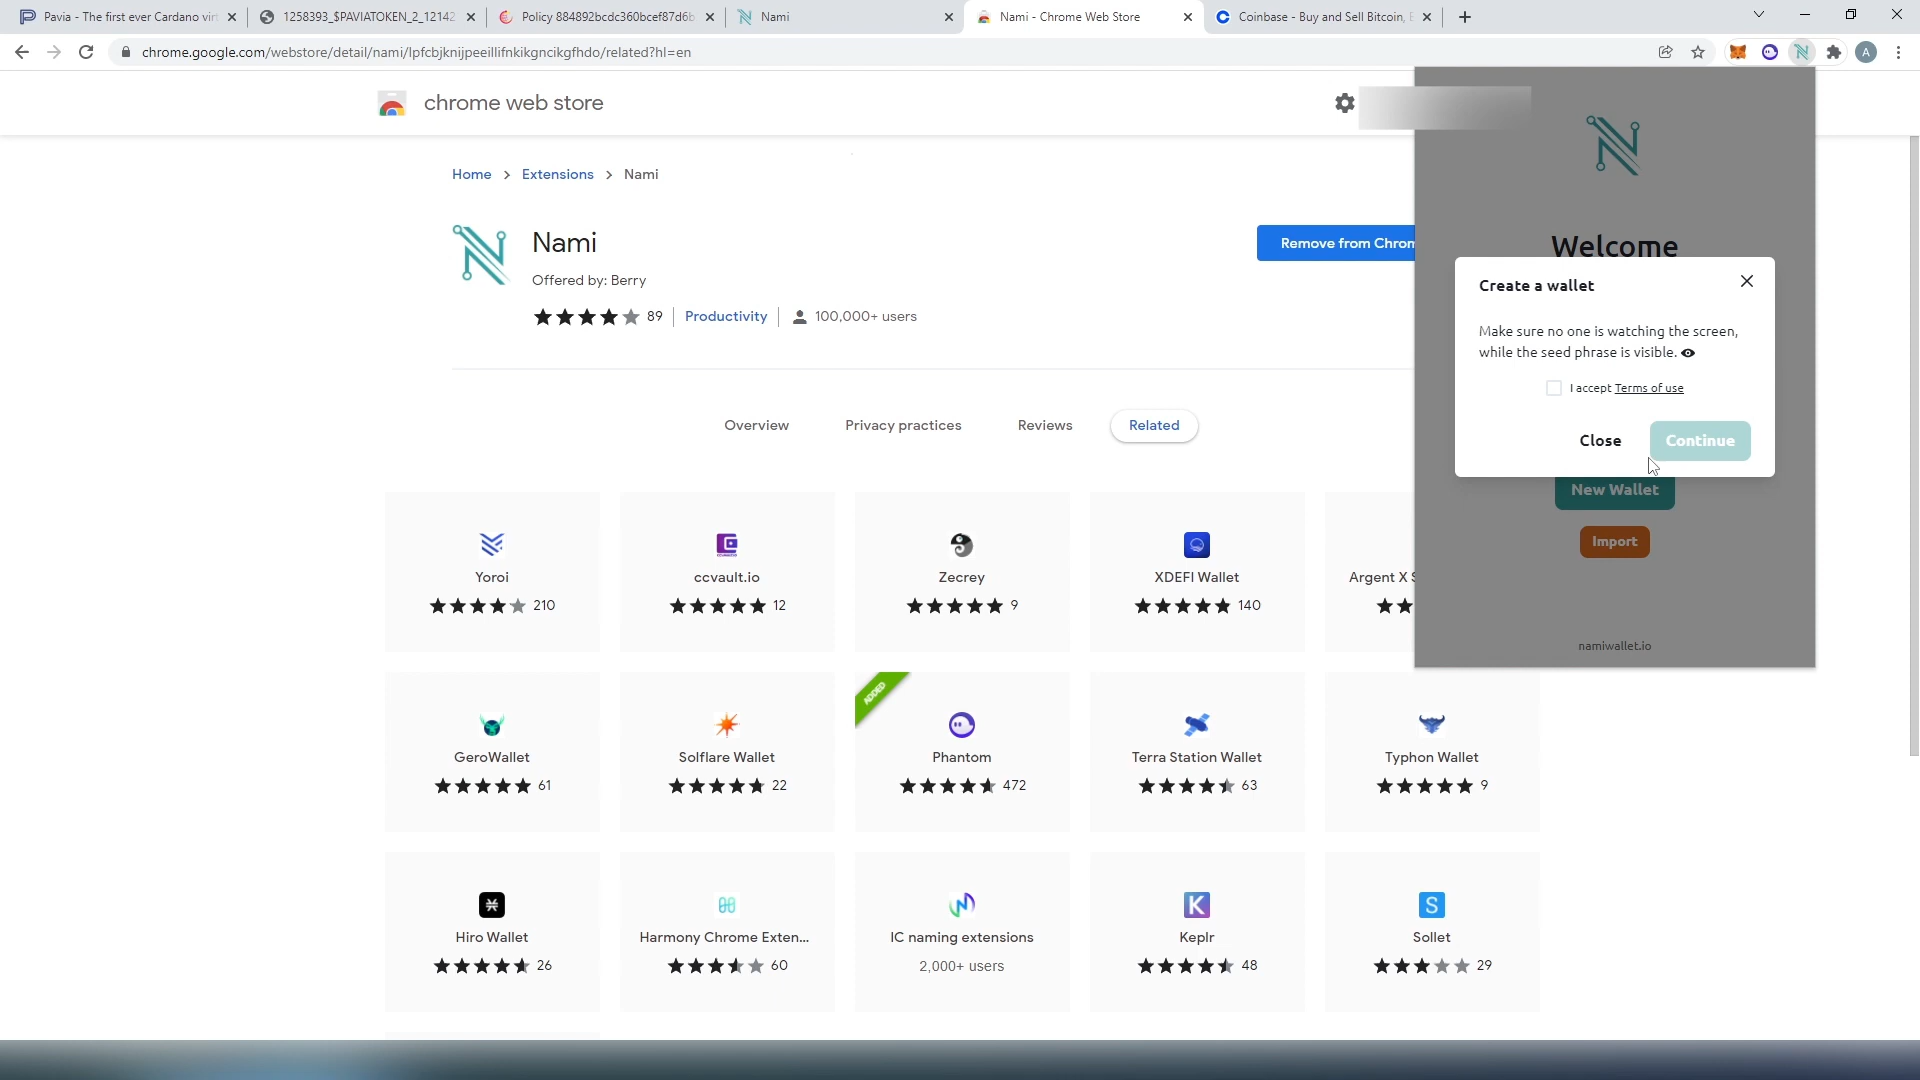 Pavia - The first ever Cardano virt
1258393_$PAVIATOKEN_2_12142
Policy 884892bcdc360bcef87d6b
Nami
Nami - Chrome Web Store
Coinbase - Buy and Sell Bitcoin, E
chrome.google.com/webstore/detail/nami/lpfcbjknijpeeillifnkikgncikgfhdo/related?hl=en
A
chrome web store
Home > Extensions > Nami
Nami
Offered by: Berry
89 Productivity 100,000+ users
Remove from Chrom
Overview
Privacy practices
Reviews
Related
Welcome
Create a wallet
Make sure no one is watching the screen,
while the seed phrase is visible.
I accept Terms of use
Close
Continue
New Wallet
Import
namiwallet.io
Yoroi
210
ccvault.io
12
Zecrey
9
XDEFI Wallet
140
Argent X S
GeroWallet
61
Solflare Wallet
22
ADDED
Phantom
472
Terra Station Wallet
63
Typhon Wallet
9
Hiro Wallet
26
Harmony Chrome Exten...
60
IC naming extensions
2,000+ users
K
Keplr
48
S
Sollet
29